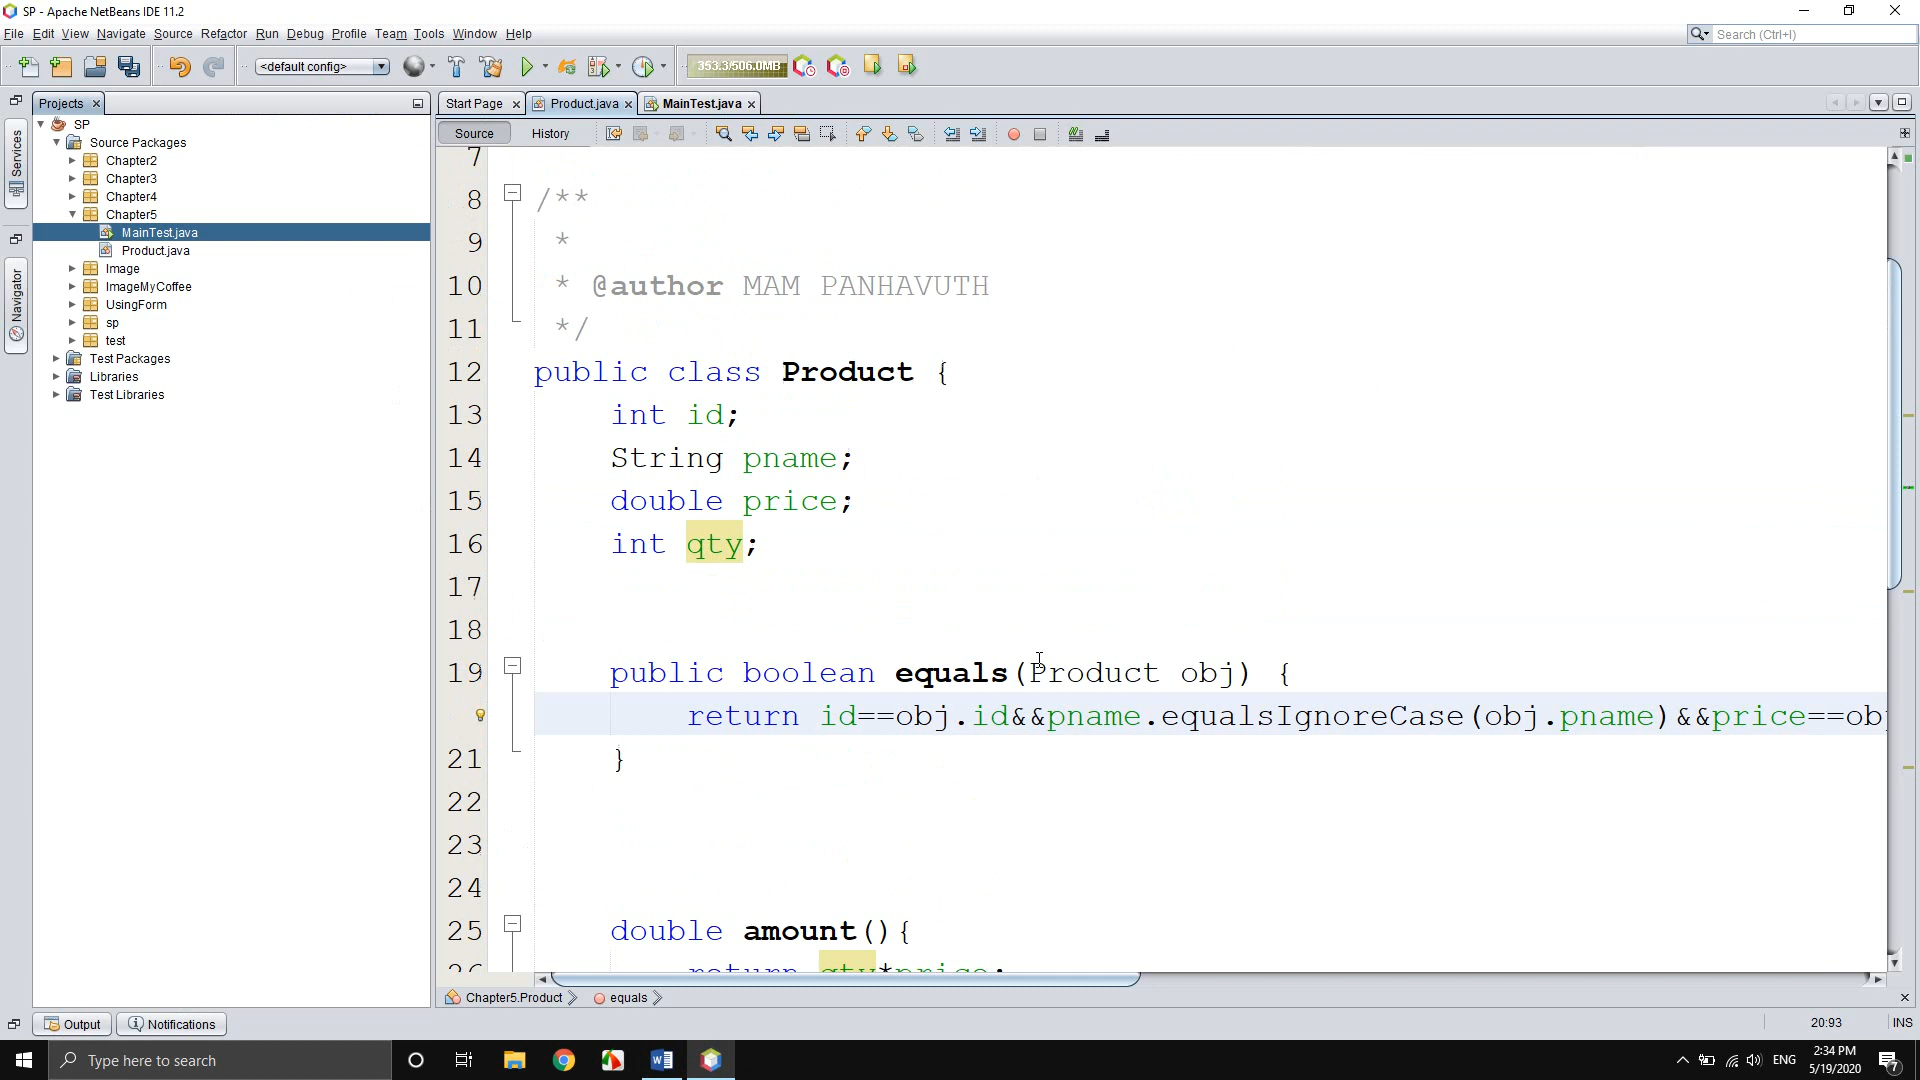 SP - Apache NetBeans IDE 11.2
File Edit View Navigate Source Refactor Run Debug Profile Team Tools Window Help
Search (Ctrl+I)
<default config>
353.3/506.0MB
Projects
Start Page
Product.java
MainTest.java
Source
History
Services
Navigator
SP
Source Packages
Chapter2
Chapter3
Chapter4
Chapter5
MainTest.java
Product.java
Image
ImageMyCoffee
UsingForm
sp
test
Test Packages
Libraries
Test Libraries
7
8 /**
9 *
10 * @author MAM PANHAVUTH
11 */
12 public class Product {
13 int id;
14 String pname;
15 double price;
16 int qty;
17
18
19 public boolean equals(Product obj) {
return id==obj.id&&pname.equalsIgnoreCase(obj.pname)&&price==ob
21 }
22
23
24
25 double amount(){
26 return qty*price;
Chapter5.Product
equals
Output
Notifications
20:93
INS
Type here to search
ENG
2:34 PM
5/19/2020
7